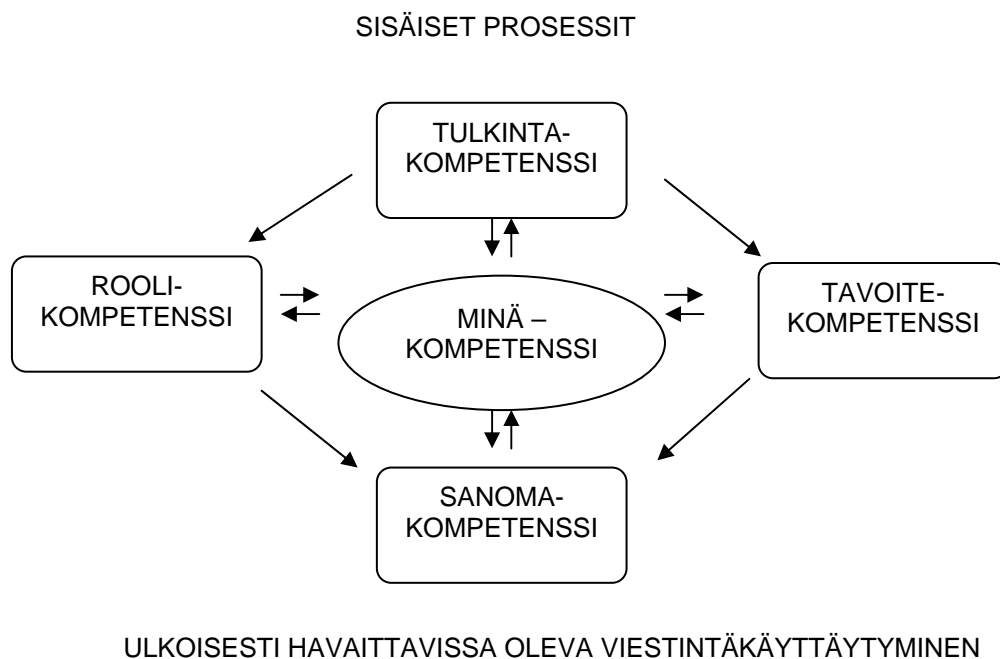 SISÄISET PROSESSIT
TULKINTA-
KOMPETENSSI
ROOLI-
KOMPETENSSI
MINÄ –
KOMPETENSSI
TAVOITE-
KOMPETENSSI
SANOMA-
KOMPETENSSI
ULKOISESTI HAVAITTAVISSA OLEVA VIESTINTÄKÄYTTÄYTYMINEN